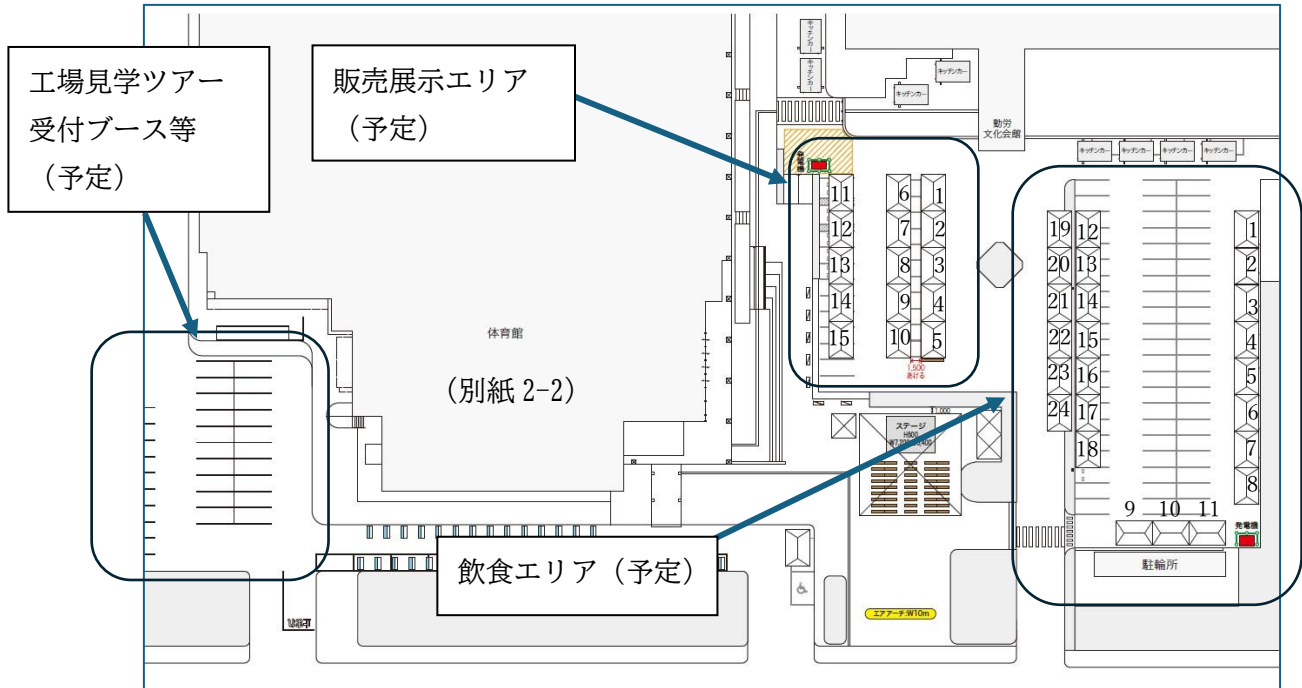 工場見学ツアー
受付ブース等
(予定)
販売展示エリア
(予定)
キッチンカー
キッチンカー
キッチンカー
キッチンカー
勤労
文化会館
キッチンカー
キッチンカー
キッチンカー
キッチンカー
発電機
11
12
13
14
15
6
7
8
9
10
1
2
3
4
5
1,500
あける
体育館
(別紙 2-2)
19
20
21
22
23
24
12
13
14
15
16
17
18
1
2
3
4
5
6
7
8
9 10 11
発電機
駐輪所
ステージ
H600
飲食エリア(予定)
エアアーチ:W10m